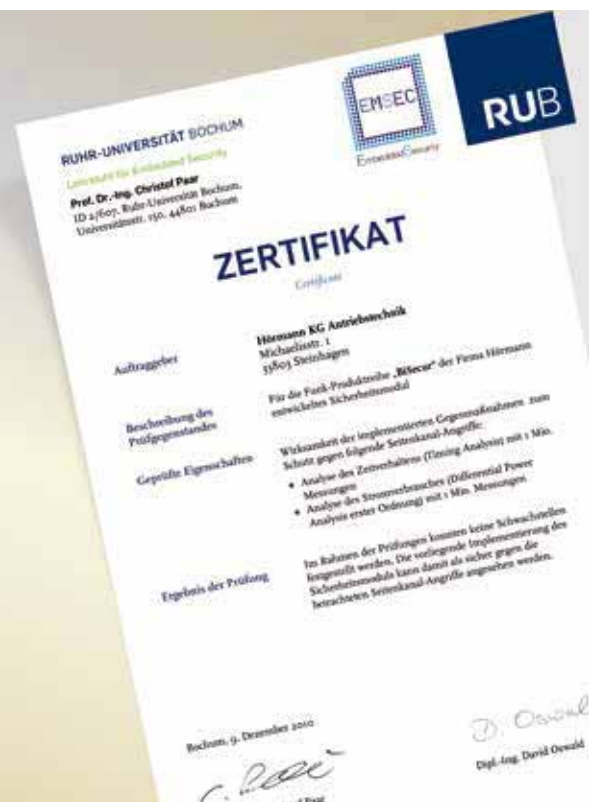 RUHR-UNIVERSITÄT BOCHUM
Lehrstuhl für Embedded Security
Prof. Dr.-Ing. Christof Paar
ID 2/607, Ruhr-Universität Bochum,
Universitätsstr. 150, 44801 Bochum
EMSEC
Embedded Security
RUB
ZERTIFIKAT
Certificate
Auftraggeber
Hörmann KG Antriebstechnik
Michaelisstr. 1
33803 Steinhagen
Beschreibung des
Prüfgegenstandes
Für die Funk-Produktreihe „BiSecur“ der Firma Hörmann
entwickeltes Sicherheitsmodul
Geprüfte Eigenschaften
Wirksamkeit der implementierten Gegenmaßnahmen zum
Schutz gegen folgende Seitenkanal-Angriffe:
• Analyse des Zeitverhaltens (Timing Analysis) mit 1 Mio.
Messungen
• Analyse des Stromverbrauches (Differential Power
Analysis erster Ordnung) mit 1 Mio. Messungen
Ergebnis der Prüfung
Im Rahmen der Prüfungen konnten keine Schwachstellen
festgestellt werden. Die vorliegende Implementierung des
Sicherheitsmoduls kann damit als sicher gegen die
betrachteten Seitenkanal-Angriffe angesehen werden.
Bochum, 9. Dezember 2010
D. Oswald
Dipl.-Ing. David Oswald
Paar